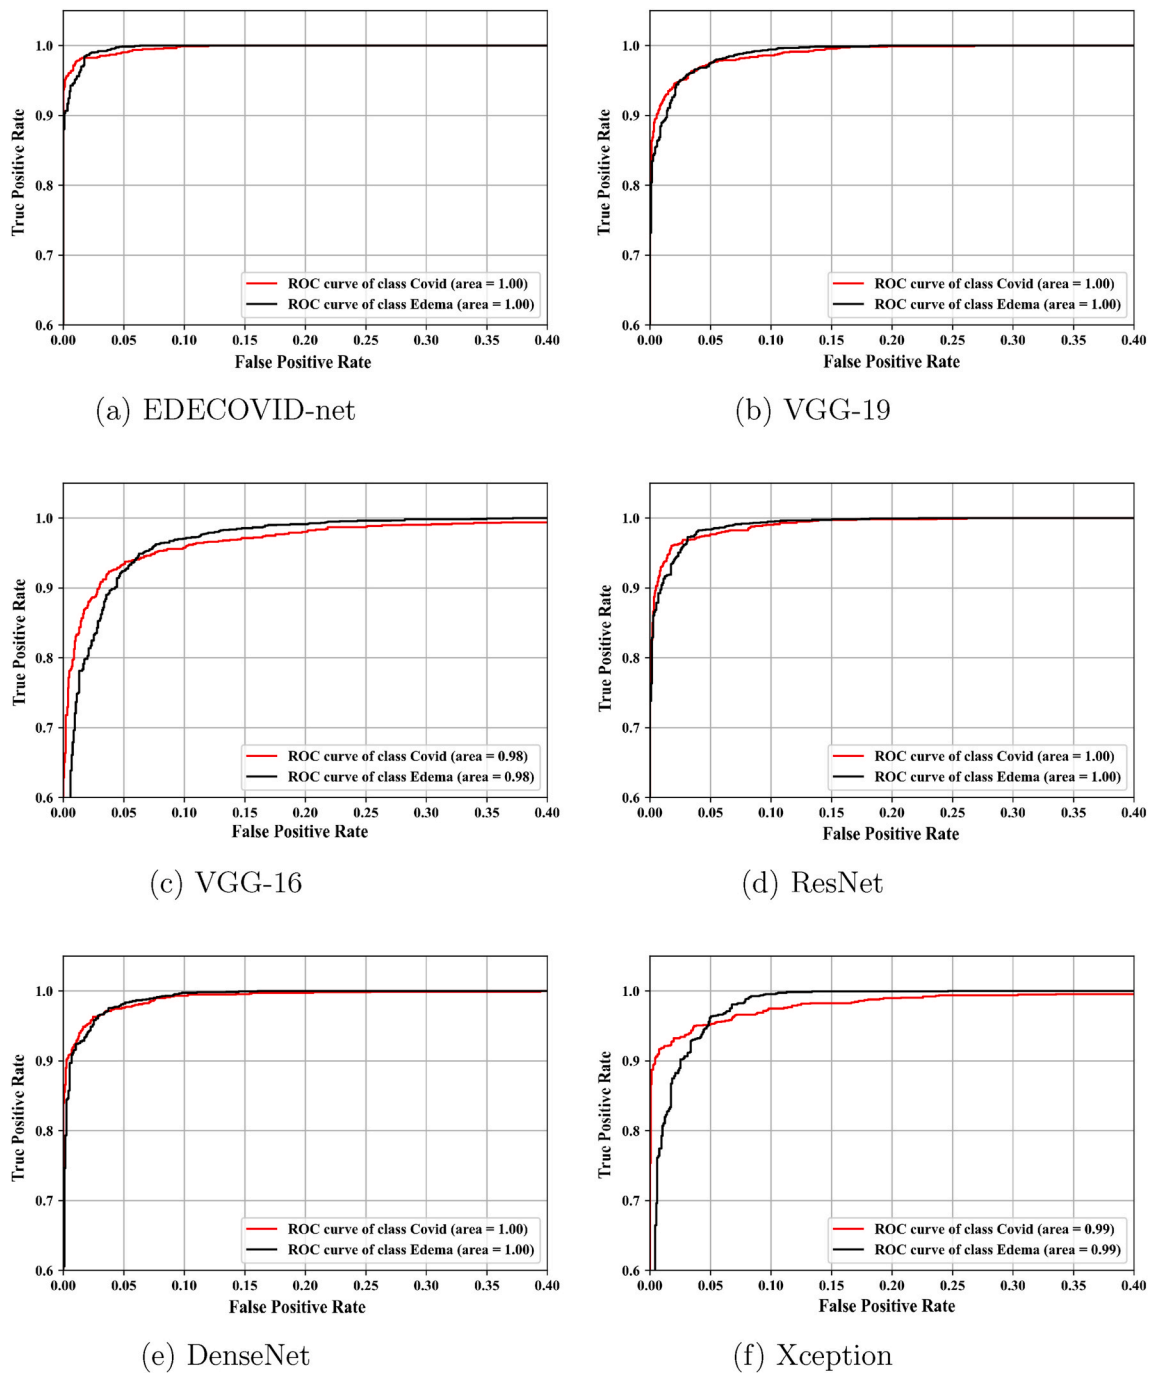 1.0
0.9
0.8
0.7
0.6
True Positive Rate
0.00 0.05 0.10 0.15 0.20 0.25 0.30 0.35 0.40
False Positive Rate
ROC curve of class Covid (area = 1.00)
ROC curve of class Edema (area = 1.00)
(a) EDECOVID-net
1.0
0.9
0.8
0.7
0.6
True Positive Rate
0.00 0.05 0.10 0.15 0.20 0.25 0.30 0.35 0.40
False Positive Rate
ROC curve of class Covid (area = 1.00)
ROC curve of class Edema (area = 1.00)
(b) VGG-19
1.0
0.9
0.8
0.7
0.6
True Positive Rate
0.00 0.05 0.10 0.15 0.20 0.25 0.30 0.35 0.40
False Positive Rate
ROC curve of class Covid (area = 0.98)
ROC curve of class Edema (area = 0.98)
(c) VGG-16
1.0
0.9
0.8
0.7
0.6
True Positive Rate
0.00 0.05 0.10 0.15 0.20 0.25 0.30 0.35 0.40
False Positive Rate
ROC curve of class Covid (area = 1.00)
ROC curve of class Edema (area = 1.00)
(d) ResNet
1.0
0.9
0.8
0.7
0.6
True Positive Rate
0.00 0.05 0.10 0.15 0.20 0.25 0.30 0.35 0.40
False Positive Rate
ROC curve of class Covid (area = 1.00)
ROC curve of class Edema (area = 1.00)
(e) DenseNet
1.0
0.9
0.8
0.7
0.6
True Positive Rate
0.00 0.05 0.10 0.15 0.20 0.25 0.30 0.35 0.40
False Positive Rate
ROC curve of class Covid (area = 0.99)
ROC curve of class Edema (area = 0.99)
(f) Xception